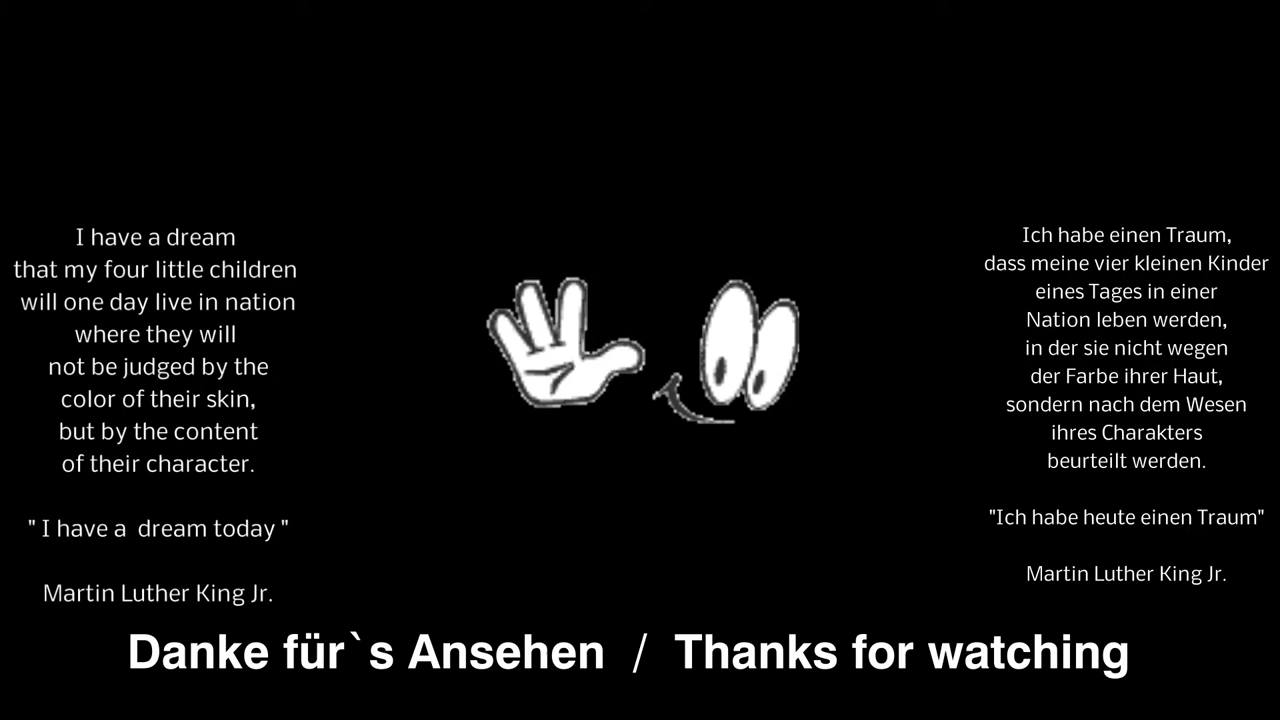 I have a dream
that my four little children
will one day live in nation
where they will
not be judged by the
color of their skin,
but by the content
of their character.
" I have a  dream today "
Martin Luther King Jr.
Ich habe einen Traum,
dass meine vier kleinen Kinder
eines Tages in einer
Nation leben werden,
in der sie nicht wegen
der Farbe ihrer Haut,
sondern nach dem Wesen
ihres Charakters
beurteilt werden.
"Ich habe heute einen Traum"
Martin Luther King Jr.
Danke für`s Ansehen  /  Thanks for watching